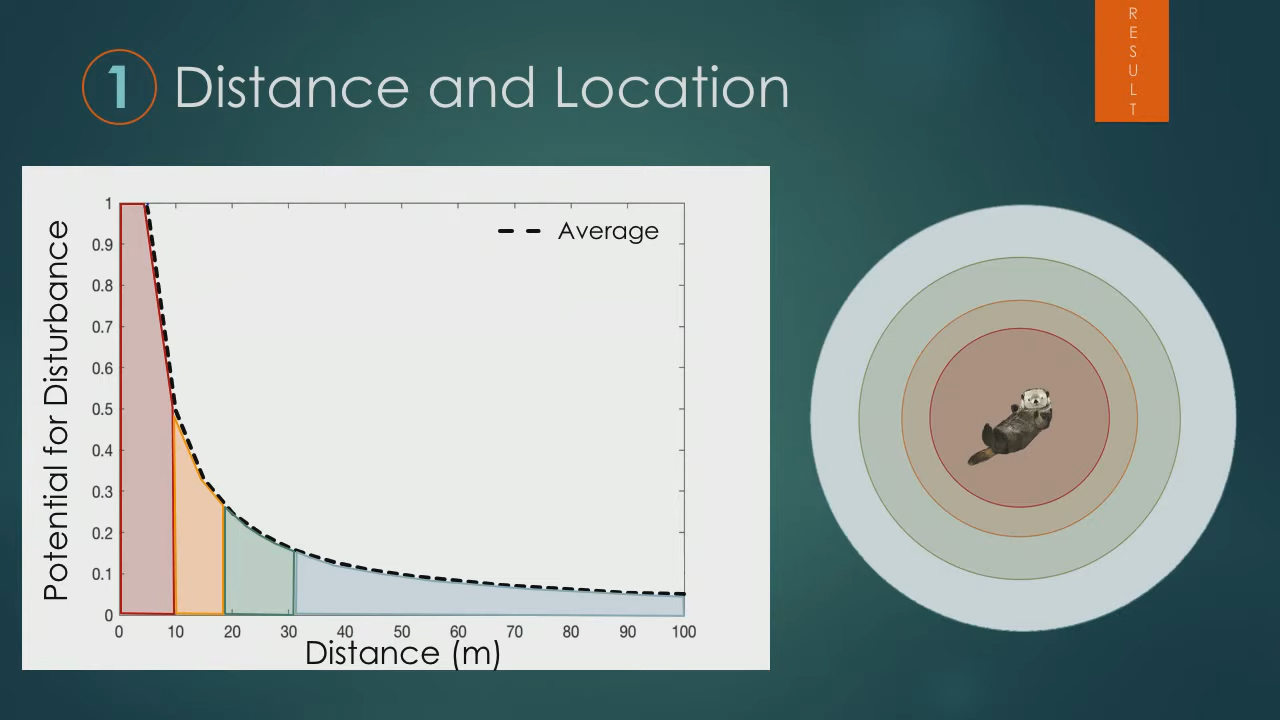 1 Distance and Location
R
E
S
U
L
T
Potential for Disturbance
1
0.9
0.8
0.7
0.6
0.5
0.4
0.3
0.2
0.1
0
Average
0 10 20 30 40 50 60 70 80 90 100
Distance (m)